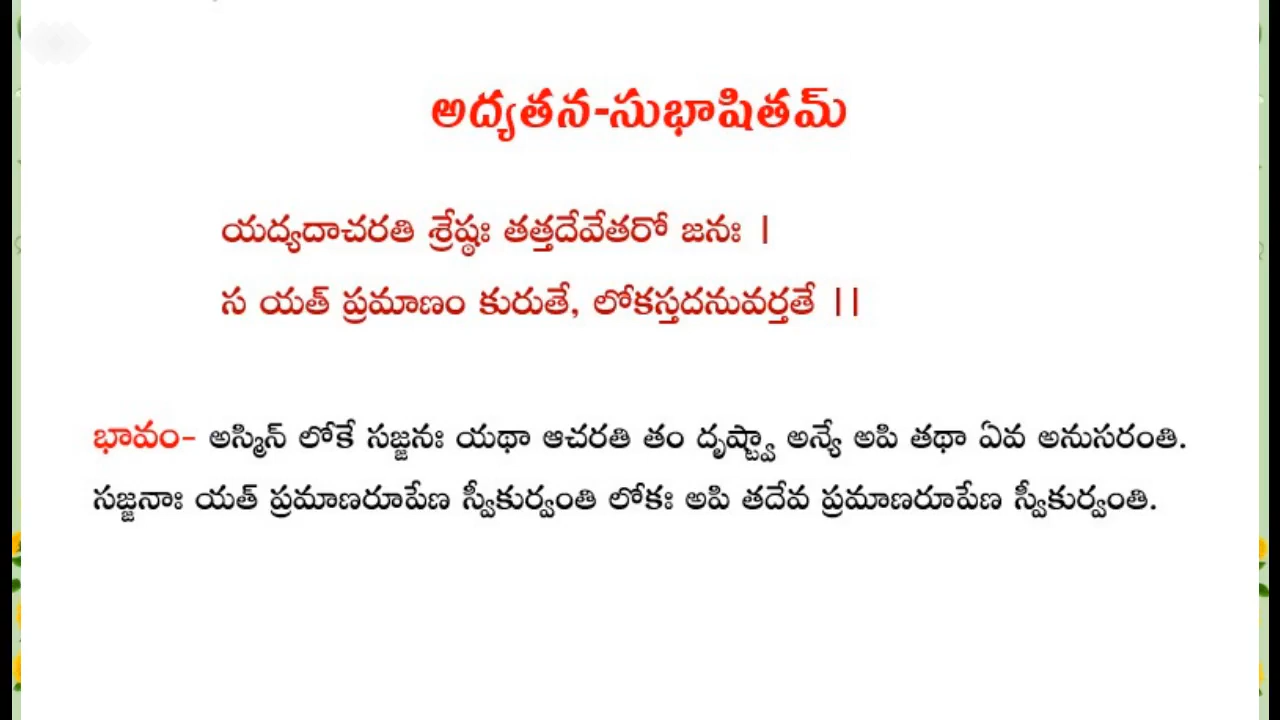 అద్యతన-సుభాషితమ్
యద్యదాచరతి శ్రేష్ఠః తత్తదేవేతరో జనః |
స యత్ ప్రమాణం కురుతే, లోకస్తదనువర్తతే ||
భావం- అస్మిన్ లోకే సజ్జనః యథా ఆచరతి తం దృష్ట్వా అన్యే అపి తథా ఏవ అనుసరంతి.
సజ్జనాః యత్ ప్రమాణరూపేణ స్వీకుర్వంతి లోకః అపి తదేవ ప్రమాణరూపేణ స్వీకుర్వంతి.